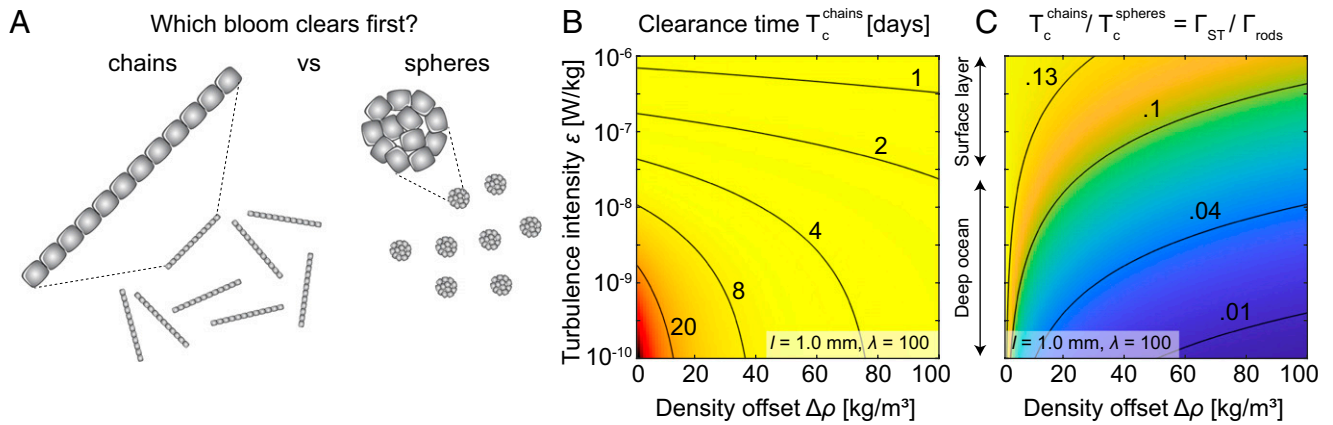 A
Which bloom clears first?
chains vs spheres
B
Clearance time T_c^chains [days]
Turbulence intensity ε [W/kg]
10⁻⁶
10⁻⁷
10⁻⁸
10⁻⁹
10⁻¹⁰
1
2
4
8
20
l = 1.0 mm, λ = 100
0 20 40 60 80 100
Density offset Δρ [kg/m³]
C
T_c^chains / T_c^spheres = Γ_ST / Γ_rods
Surface layer
Deep ocean
.13
.1
.04
.01
l = 1.0 mm, λ = 100
0 20 40 60 80 100
Density offset Δρ [kg/m³]